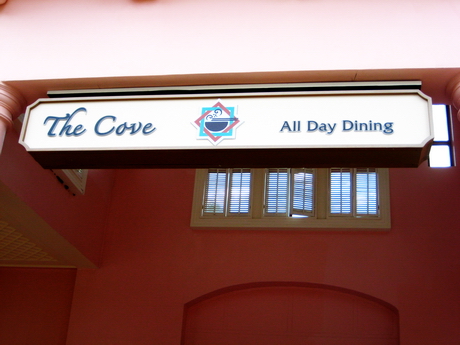 The Cove All Day Dining